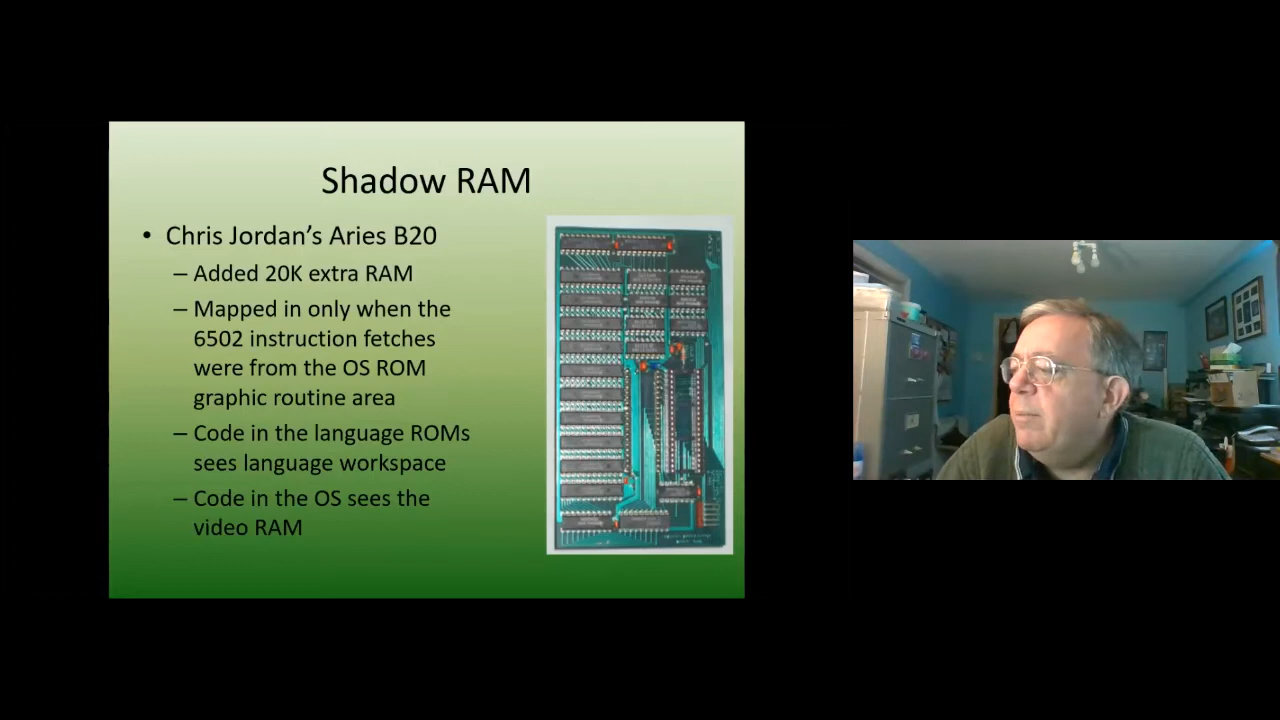 Shadow RAM
• Chris Jordan's Aries B20
– Added 20K extra RAM
– Mapped in only when the
6502 instruction fetches
were from the OS ROM
graphic routine area
– Code in the language ROMs
sees language workspace
– Code in the OS sees the
video RAM